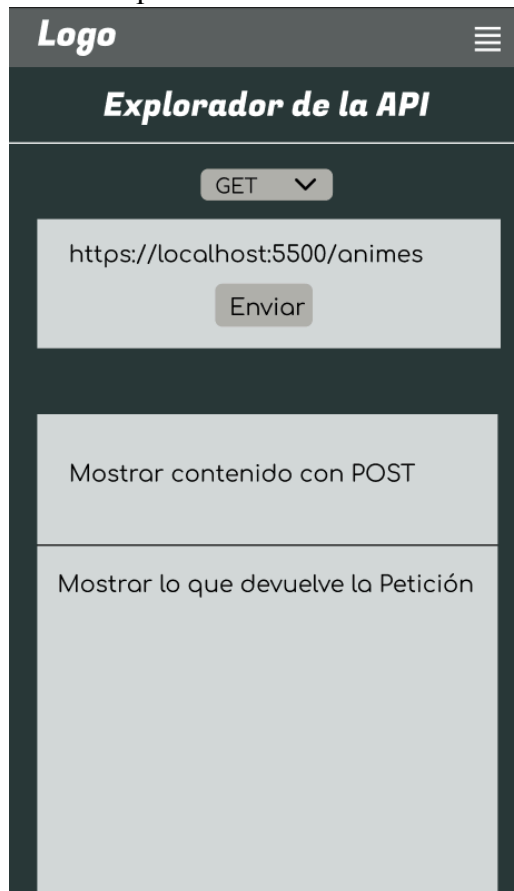 Logo
Explorador de la API
GET
https://localhost:5500/animes
Enviar
Mostrar contenido con POST
Mostrar lo que devuelve la Petición